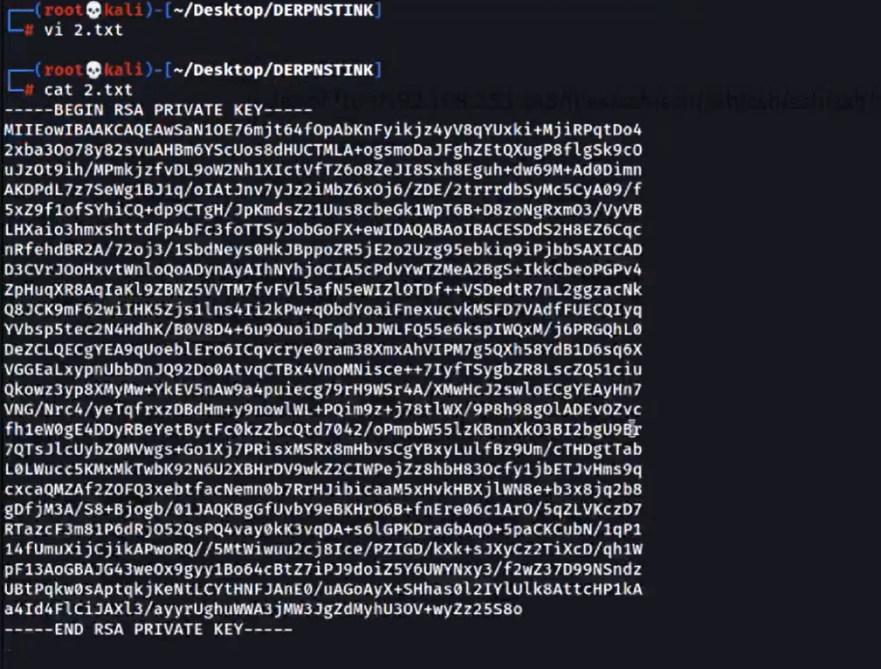 (root💀kali)-[~/Desktop/DERPNSTINK]
# vi 2.txt
(root💀kali)-[~/Desktop/DERPNSTINK]
# cat 2.txt
-----BEGIN RSA PRIVATE KEY-----
MIIEowIBAAKCAQEAwSaN1OE76mjt64fOpAbKnFyikjz4yV8qYUxki+MjiRPqtDo4
2xba3Oo78y82svuAHBm6YScUos8dHUCTMLA+ogsmoDaJFghZEtQXugP8flgSk9cO
uJzOt9ih/MPmkjzfvDL9oW2Nh1XIctVfTZ6o8ZeJI8Sxh8Eguh+dw69M+Ad0Dimn
AKDPdL7z7SeWg1BJ1q/oIAtJnv7yJz2iMbZ6xOj6/ZDE/2trrrdbSyMc5CyA09/f
5xZ9f1ofSYhiCQ+dp9CTgH/JpKmdsZ21Uus8cbeGk1WpT6B+D8zoNgRxmO3/VyVB
LHXaio3hmxshttdFp4bFc3foTTSyJobGoFX+ewIDAQABAoIBACESDdS2H8EZ6Cqc
nRfehdBR2A/72oj3/1SbdNeys0HkJBppoZR5jE2o2Uzg95ebkiq9iPjbbSAXICAD
D3CVrJOoHxvtWnloQoADynAyAIhNYhjoCIA5cPdvYwTZMeA2BgS+IkkCbeoPGPv4
ZpHuqXR8AqIaKl9ZBNZ5VVTM7fvFVl5afN5eWIZlOTDf++VSDedtR7nL2ggzacNk
Q8JCK9mF62wiIHK5Zjs1lns4Ii2kPw+qObdYoaiFnexucvkMSFD7VAdfFUECQIyq
YVbsp5tec2N4HdhK/B0V8D4+6u9OuoiDFqbdJJWLFQ55e6kspIWQxM/j6PRGQhL0
DeZCLQECgYEA9qUoeblEro6ICqvcrye0ram38XmxAhVIPM7g5QXh58YdB1D6sq6X
VGGEaLxypnUbbDnJQ92Do0AtvqCTBx4VnoMNisce++7IyfTSygbZR8LscZQ51ciu
Qkowz3yp8XMyMw+YkEV5nAw9a4puiecg79rH9WSr4A/XMwHcJ2swloECgYEAyHn7
VNG/Nrc4/yeTqfrxzDBdHm+y9nowlWL+PQim9z+j78tlWX/9P8h98gOlADEvOZvc
fh1eW0gE4DDyRBeYetBytFc0kzZbcQtd7042/oPmpbW55lzKBnnXkO3BI2bgU9Br
7QTsJlcUybZ0MVwgs+Go1Xj7PRisxMSRx8mHbvsCgYBxyLulfBz9Um/cTHDgtTab
L0LWucc5KMxMkTwbK92N6U2XBHrDV9wkZ2CIWPejZz8hbH83Ocfy1jbETJvHms9q
cxcaQMZAf2ZOFQ3xebtfacNemn0b7RrHJibicaaM5xHvkHBXjlWN8e+b3x8jq2b8
gDfjM3A/S8+Bjogb/01JAQKBgGfUvbY9eBKHrO6B+fnEre06c1ArO/5qZLVKczD7
RTazcF3m81P6dRjO52QsPQ4vay0kK3vqDA+s6lGPKDraGbAqO+5paCKCubN/1qP1
14fUmuXijCjikAPwoRQ//5MtWiwuu2cj8Ice/PZIGD/kXk+sJXyCz2TiXcD/qh1W
pF13AoGBAJG43weOx9gyy1Bo64cBtZ7iPJ9doiZ5Y6UWYNxy3/f2wZ37D99NSndz
UBtPqkw0sAptqkjKeNtLCYtHNFJAnE0/uAGoAyX+SHhas0l2IYlUlk8AttcHP1kA
a4Id4FlCiJAXl3/ayyrUghuWWA3jMW3JgZdMyhU3OV+wyZz25S8o
-----END RSA PRIVATE KEY-----